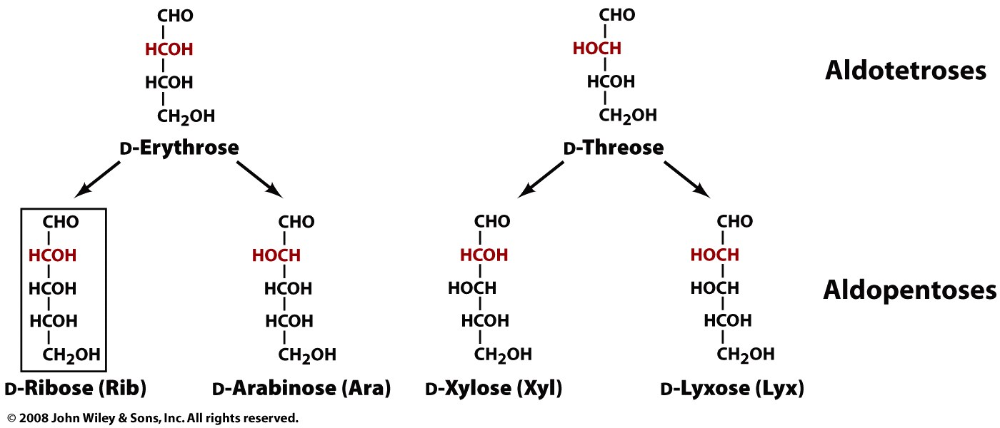 CHO
HCOH
HCOH
CH₂OH
D-Erythrose
CHO
HOCH
HCOH
CH₂OH
D-Threose
Aldotetroses
CHO
HCOH
HCOH
HCOH
CH₂OH
D-Ribose (Rib)
CHO
HOCH
HCOH
HCOH
CH₂OH
D-Arabinose (Ara)
CHO
HCOH
HOCH
HCOH
CH₂OH
D-Xylose (Xyl)
CHO
HOCH
HOCH
HCOH
CH₂OH
D-Lyxose (Lyx)
Aldopentoses
© 2008 John Wiley & Sons, Inc. All rights reserved.